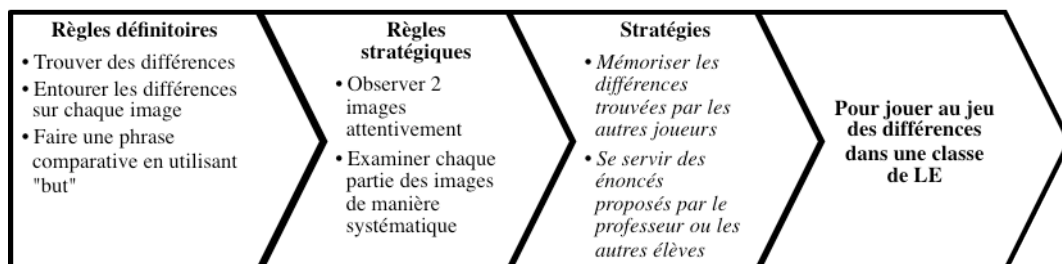 Règles définitoires
• Trouver des différences
• Entourer les différences
sur chaque image
• Faire une phrase
comparative en utilisant
"but"
Règles
stratégiques
• Observer 2
images
attentivement
• Examiner chaque
partie des images
de manière
systématique
Stratégies
• Mémoriser les
différences
trouvées par les
autres joueurs
• Se servir des
énoncés
proposés par le
professeur ou les
autres élèves
Pour jouer au jeu
des différences
dans une classe
de LE